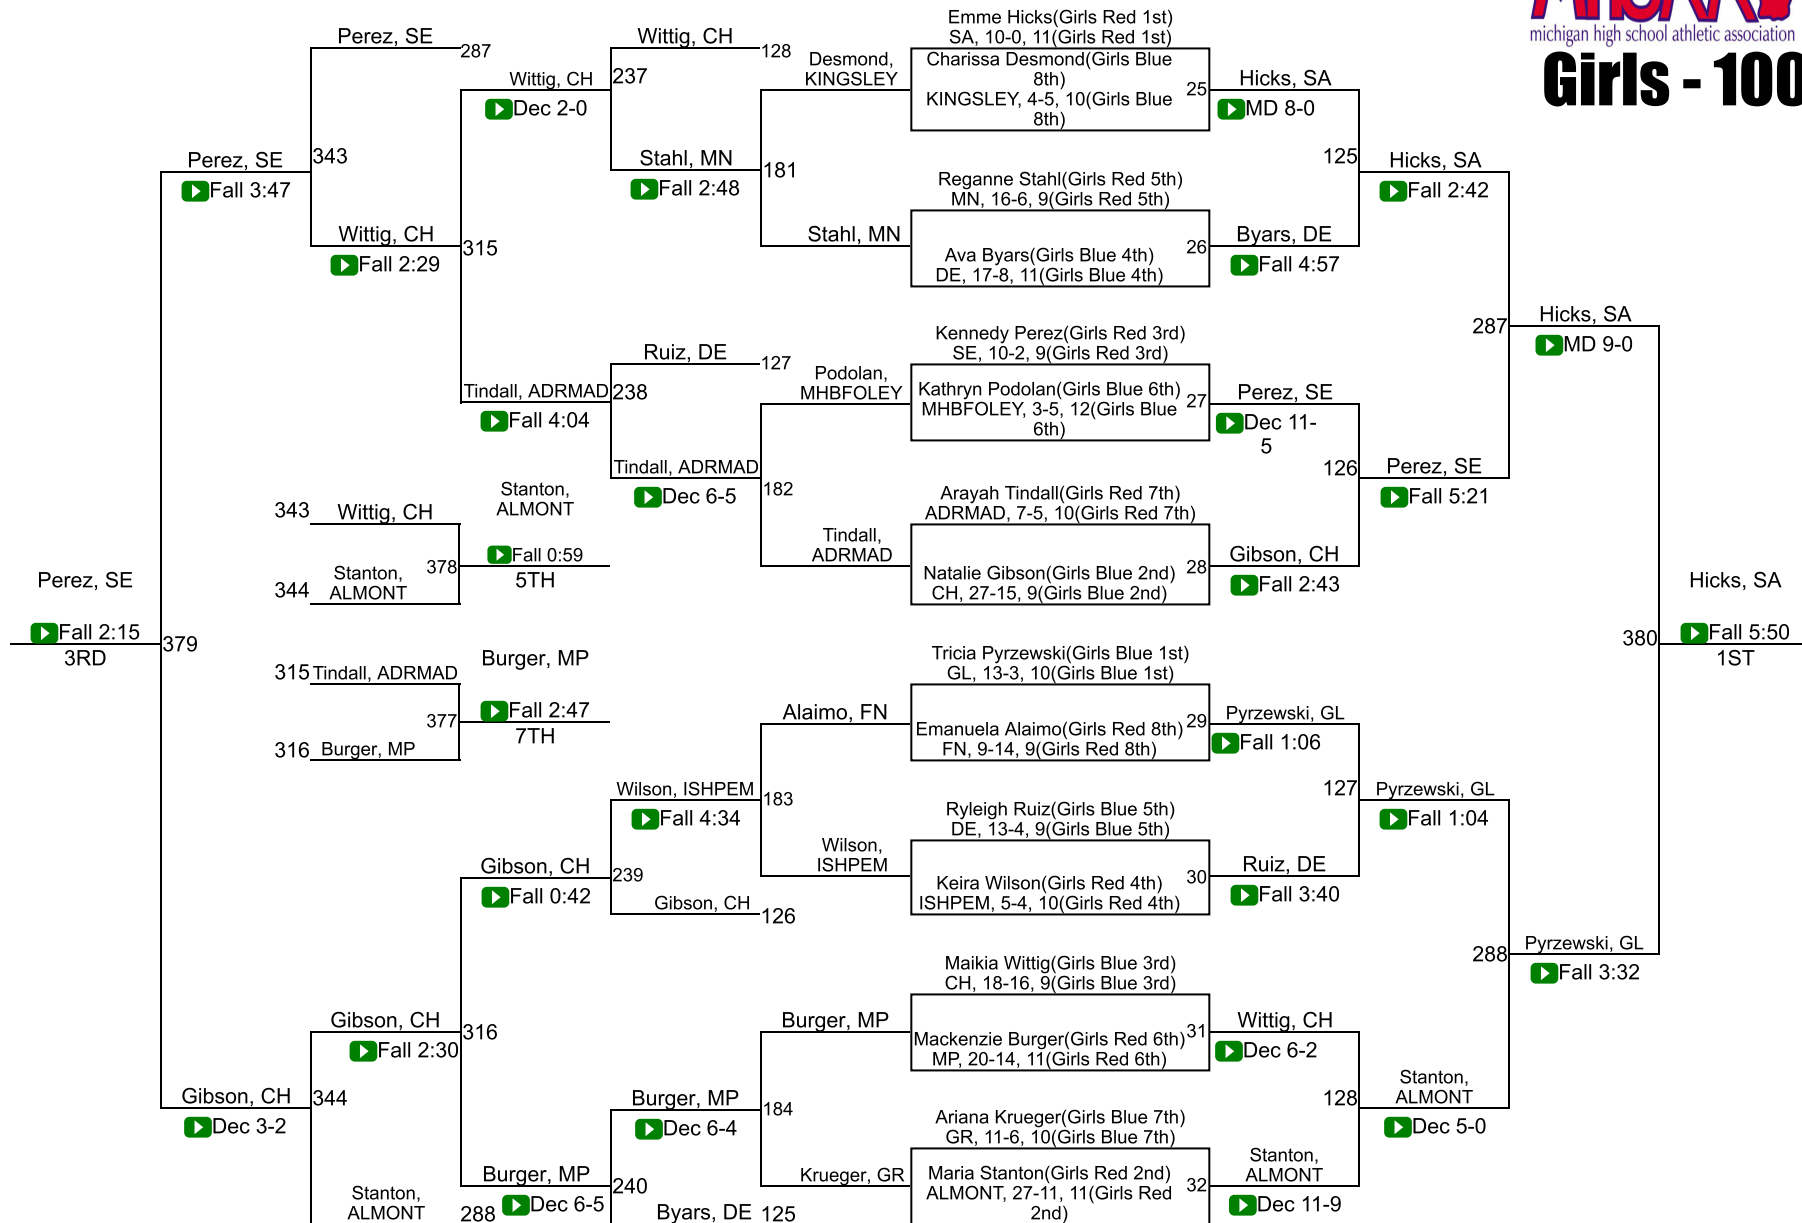 MHSAA
michigan high school athletic association
Girls - 100
Perez, SE
287
Wittig, CH
128
Emme Hicks(Girls Red 1st)
SA, 10-0, 11(Girls Red 1st)
Charissa Desmond(Girls Blue
8th)
KINGSLEY, 4-5, 10(Girls Blue
8th)
25
Desmond,
KINGSLEY
Wittig, CH
237
Dec 2-0
Hicks, SA
MD 8-0
Perez, SE
343
Fall 3:47
Stahl, MN
181
Fall 2:48
125
Hicks, SA
Fall 2:42
Reganne Stahl(Girls Red 5th)
MN, 16-6, 9(Girls Red 5th)
Ava Byars(Girls Blue 4th)
DE, 17-8, 11(Girls Blue 4th)
26
Wittig, CH
315
Fall 2:29
Stahl, MN
Byars, DE
Fall 4:57
287
Hicks, SA
MD 9-0
Kennedy Perez(Girls Red 3rd)
SE, 10-2, 9(Girls Red 3rd)
Kathryn Podolan(Girls Blue 6th)
MHBFOLEY, 3-5, 12(Girls Blue
6th)
27
Ruiz, DE
127
Podolan,
MHBFOLEY
Tindall, ADRMAD
238
Fall 4:04
Perez, SE
Dec 11-
5
Tindall, ADRMAD
182
Dec 6-5
126
Perez, SE
Fall 5:21
Stanton,
ALMONT
343
Wittig, CH
378
Fall 0:59
5TH
344
Stanton,
ALMONT
Arayah Tindall(Girls Red 7th)
ADRMAD, 7-5, 10(Girls Red 7th)
Natalie Gibson(Girls Blue 2nd)
CH, 27-15, 9(Girls Blue 2nd)
28
Tindall,
ADRMAD
Gibson, CH
Fall 2:43
Perez, SE
Fall 2:15
3RD
379
Hicks, SA
380
Fall 5:50
1ST
315
Tindall, ADRMAD
Burger, MP
377
Fall 2:47
7TH
316
Burger, MP
Tricia Pyrzewski(Girls Blue 1st)
GL, 13-3, 10(Girls Blue 1st)
Emanuela Alaimo(Girls Red 8th)
FN, 9-14, 9(Girls Red 8th)
29
Alaimo, FN
Pyrzewski, GL
Fall 1:06
Wilson, ISHPEM
183
Fall 4:34
127
Pyrzewski, GL
Fall 1:04
Ryleigh Ruiz(Girls Blue 5th)
DE, 13-4, 9(Girls Blue 5th)
Keira Wilson(Girls Red 4th)
ISHPEM, 5-4, 10(Girls Red 4th)
30
Wilson,
ISHPEM
Ruiz, DE
Fall 3:40
Gibson, CH
239
Fall 0:42
Gibson, CH
126
288
Pyrzewski, GL
Fall 3:32
Maikia Wittig(Girls Blue 3rd)
CH, 18-16, 9(Girls Blue 3rd)
Mackenzie Burger(Girls Red 6th)
MP, 20-14, 11(Girls Red 6th)
31
Gibson, CH
316
Fall 2:30
Burger, MP
Wittig, CH
Dec 6-2
Gibson, CH
344
Dec 3-2
Burger, MP
184
Dec 6-4
128
Stanton,
ALMONT
Dec 5-0
Ariana Krueger(Girls Blue 7th)
GR, 11-6, 10(Girls Blue 7th)
Maria Stanton(Girls Red 2nd)
ALMONT, 27-11, 11(Girls Red
2nd)
32
Krueger, GR
Stanton,
ALMONT
Dec 11-9
Burger, MP
240
Dec 6-5
Stanton,
ALMONT
288
Byars, DE
125